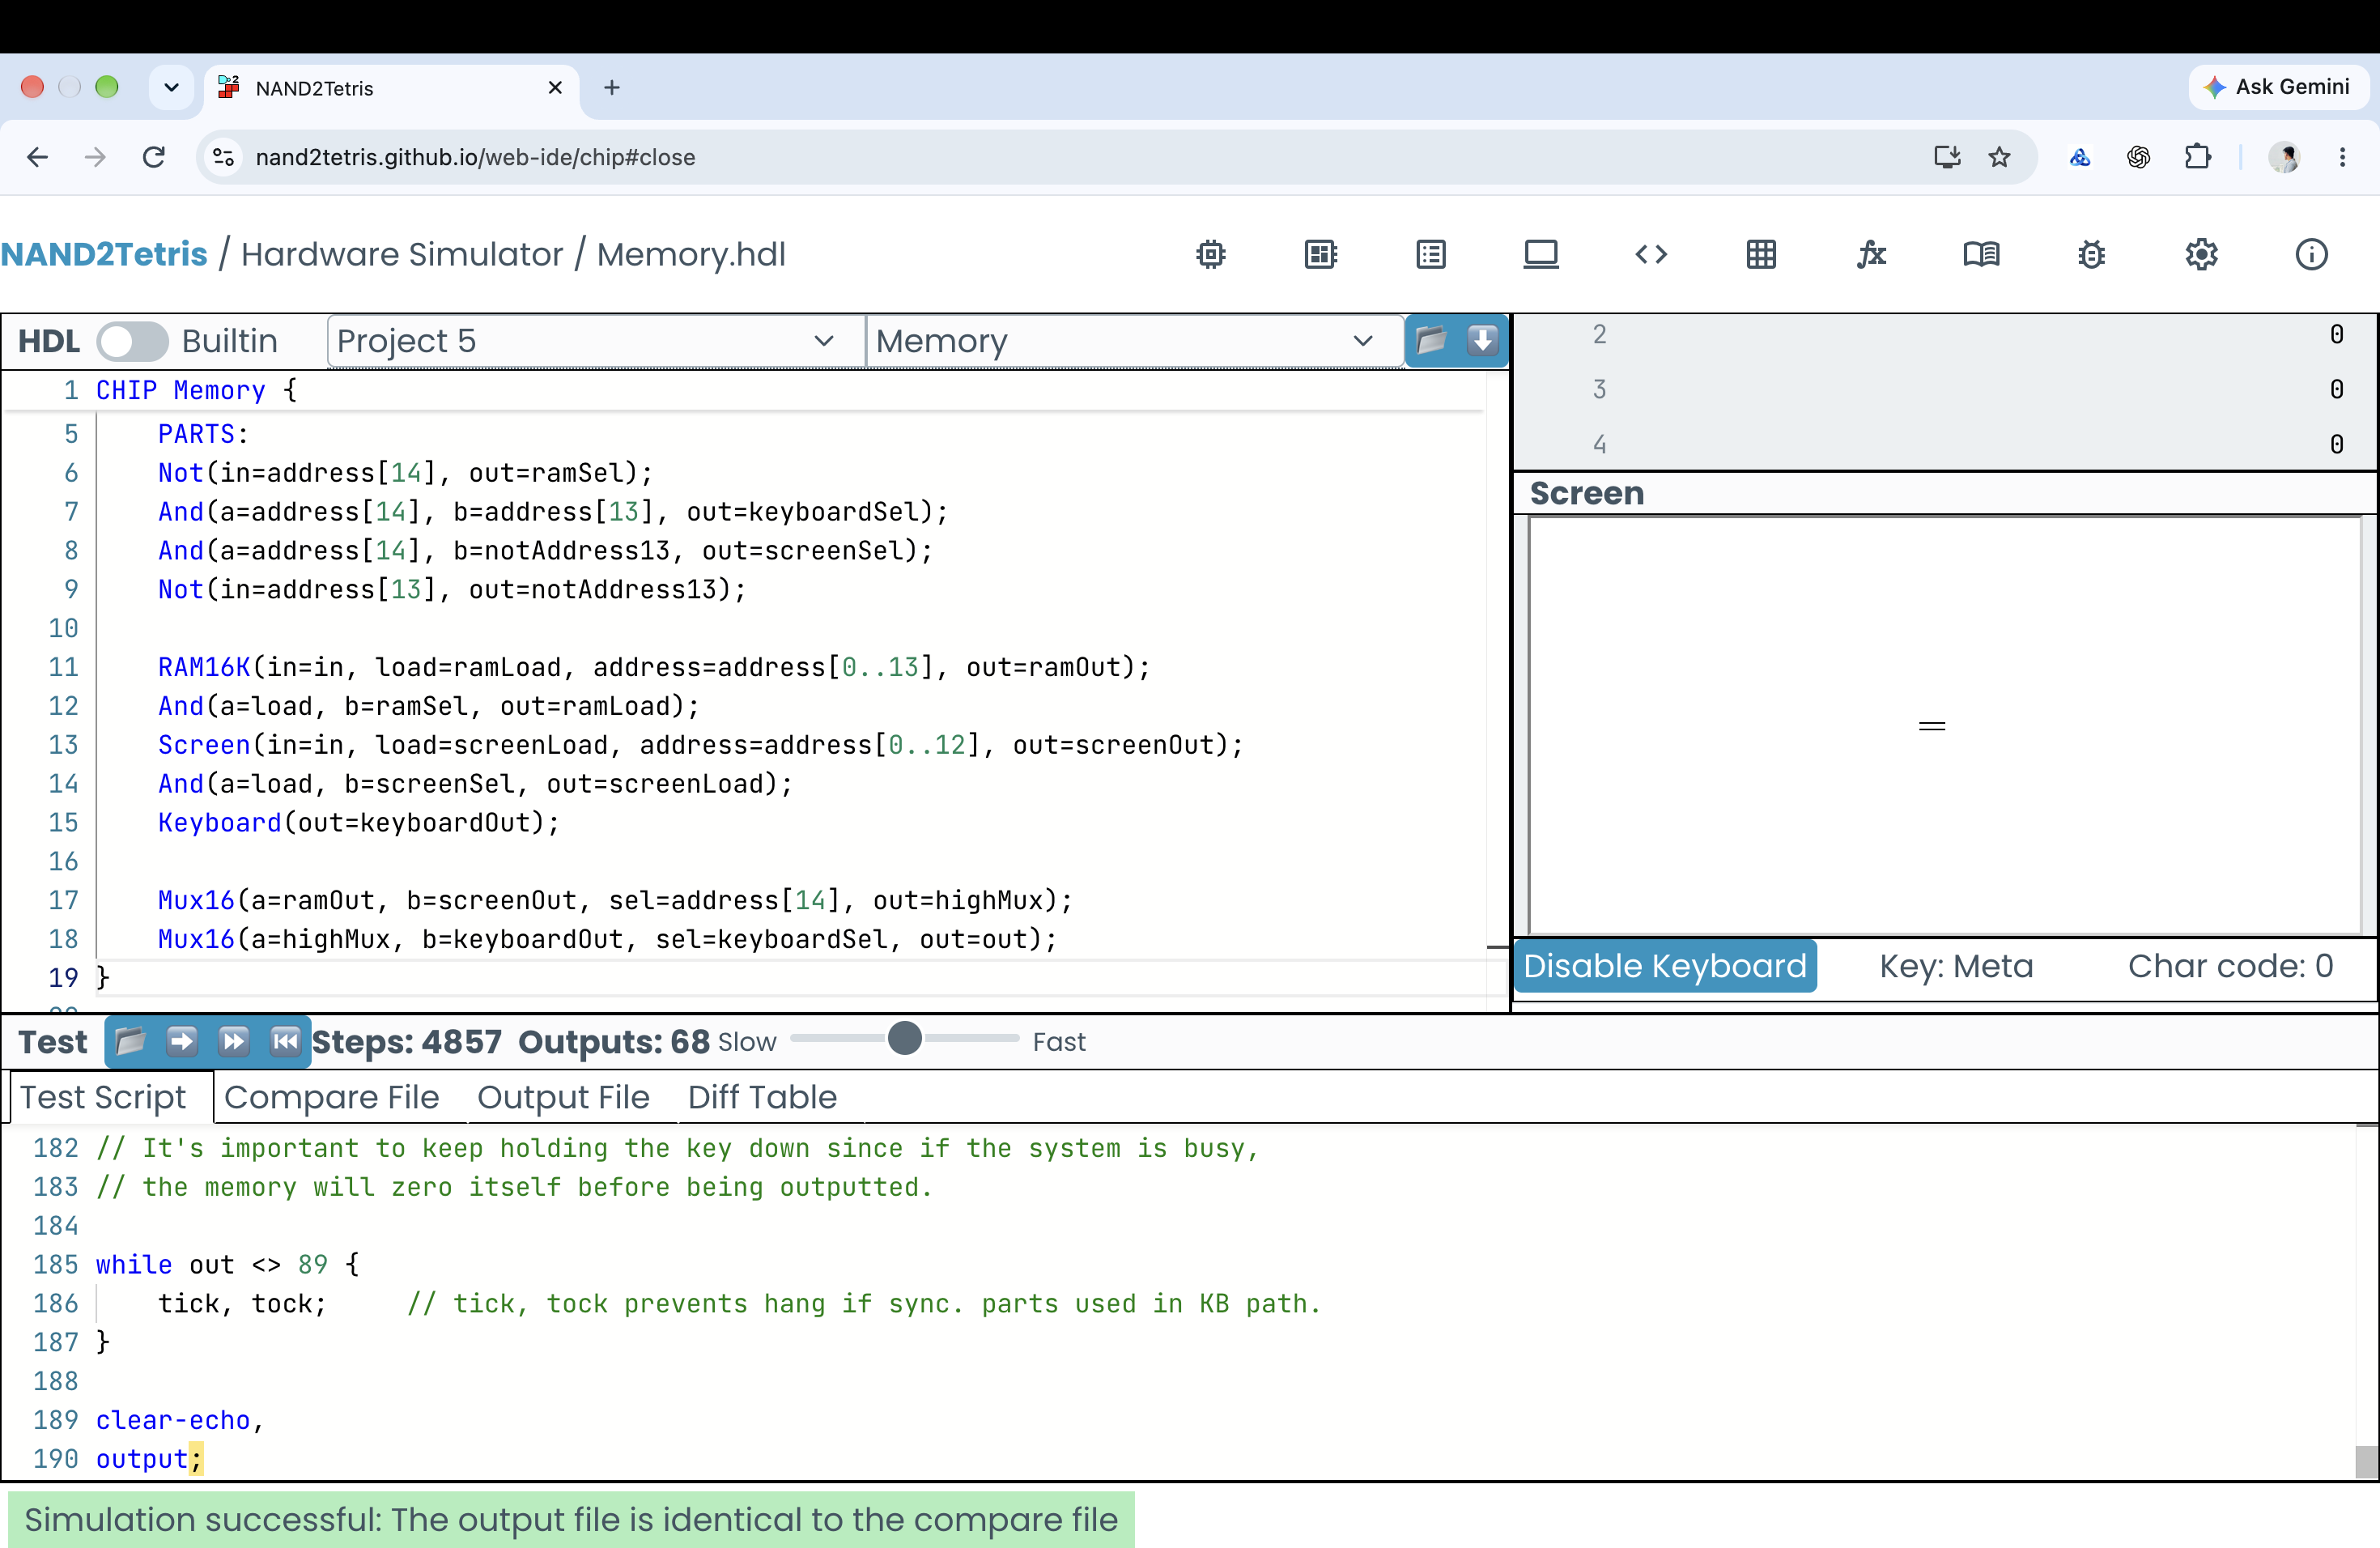 NAND2Tetris
Ask Gemini
nand2tetris.github.io/web-ide/chip#close
NAND2Tetris / Hardware Simulator / Memory.hdl
HDL Builtin Project 5 Memory
1 CHIP Memory {
5 PARTS:
6 Not(in=address[14], out=ramSel);
7 And(a=address[14], b=address[13], out=keyboardSel);
8 And(a=address[14], b=notAddress13, out=screenSel);
9 Not(in=address[13], out=notAddress13);
10
11 RAM16K(in=in, load=ramLoad, address=address[0..13], out=ramOut);
12 And(a=load, b=ramSel, out=ramLoad);
13 Screen(in=in, load=screenLoad, address=address[0..12], out=screenOut);
14 And(a=load, b=screenSel, out=screenLoad);
15 Keyboard(out=keyboardOut);
16
17 Mux16(a=ramOut, b=screenOut, sel=address[14], out=highMux);
18 Mux16(a=highMux, b=keyboardOut, sel=keyboardSel, out=out);
19 }
2 0
3 0
4 0
Screen
Disable Keyboard Key: Meta Char code: 0
Test Steps: 4857 Outputs: 68 Slow Fast
Test Script Compare File Output File Diff Table
182 // It's important to keep holding the key down since if the system is busy,
183 // the memory will zero itself before being outputted.
184
185 while out <> 89 {
186 tick, tock; // tick, tock prevents hang if sync. parts used in KB path.
187 }
188
189 clear-echo,
190 output;
Simulation successful: The output file is identical to the compare file